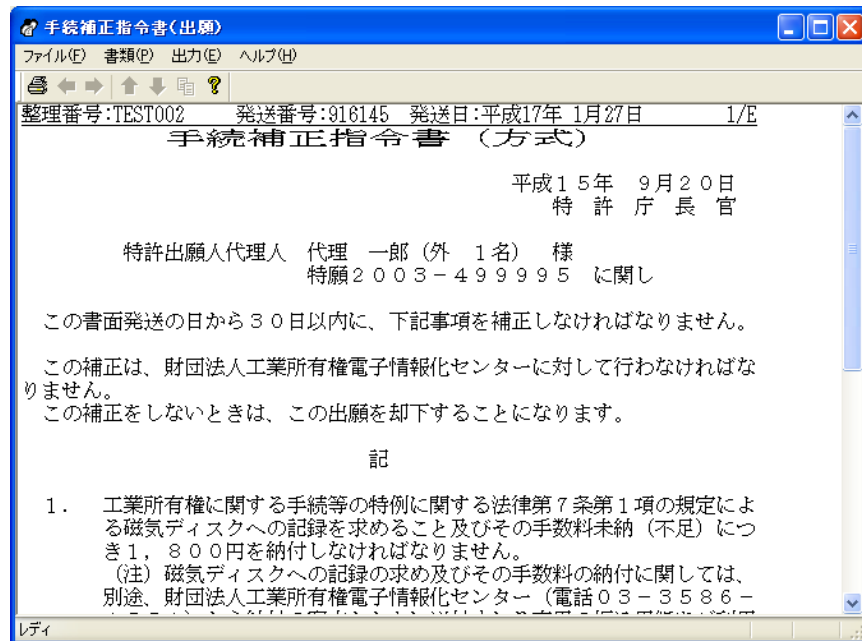 手続補正指令書(出願)
ファイル(F) 書類(P) 出力(E) ヘルプ(H)
整理番号:TEST002 発送番号:916145 発送日:平成17年 1月27日 1/E
手続補正指令書（方式）
平成１５年 ９月２０日
特 許 庁 長 官
特許出願人代理人 代理 一郎（外 １名） 様
特願２００３－４９９９９５ に関し
この書面発送の日から３０日以内に、下記事項を補正しなければなりません。
この補正は、財団法人工業所有権電子情報化センターに対して行わなければな
りません。
この補正をしないときは、この出願を却下することになります。
記
１． 工業所有権に関する手続等の特例に関する法律第７条第１項の規定によ
る磁気ディスクへの記録を求めること及びその手数料未納（不足）につ
き１，８００円を納付しなければなりません。
（注）磁気ディスクへの記録の求め及びその手数料の納付に関しては、
別途、財団法人工業所有権電子情報化センター（電話０３－３５８６－
レディ